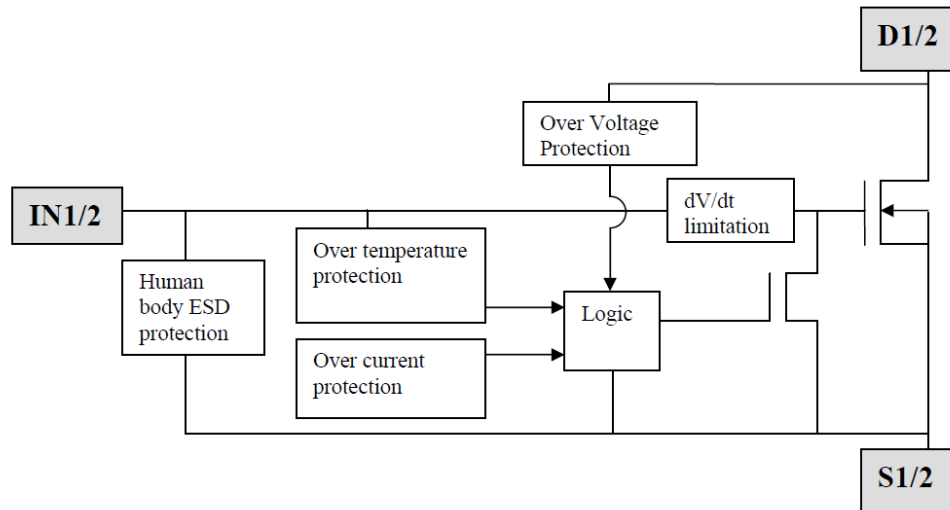 D1/2
Over Voltage
Protection
IN1/2
dV/dt
limitation
Over temperature
protection
Human
body ESD
protection
Logic
Over current
protection
S1/2